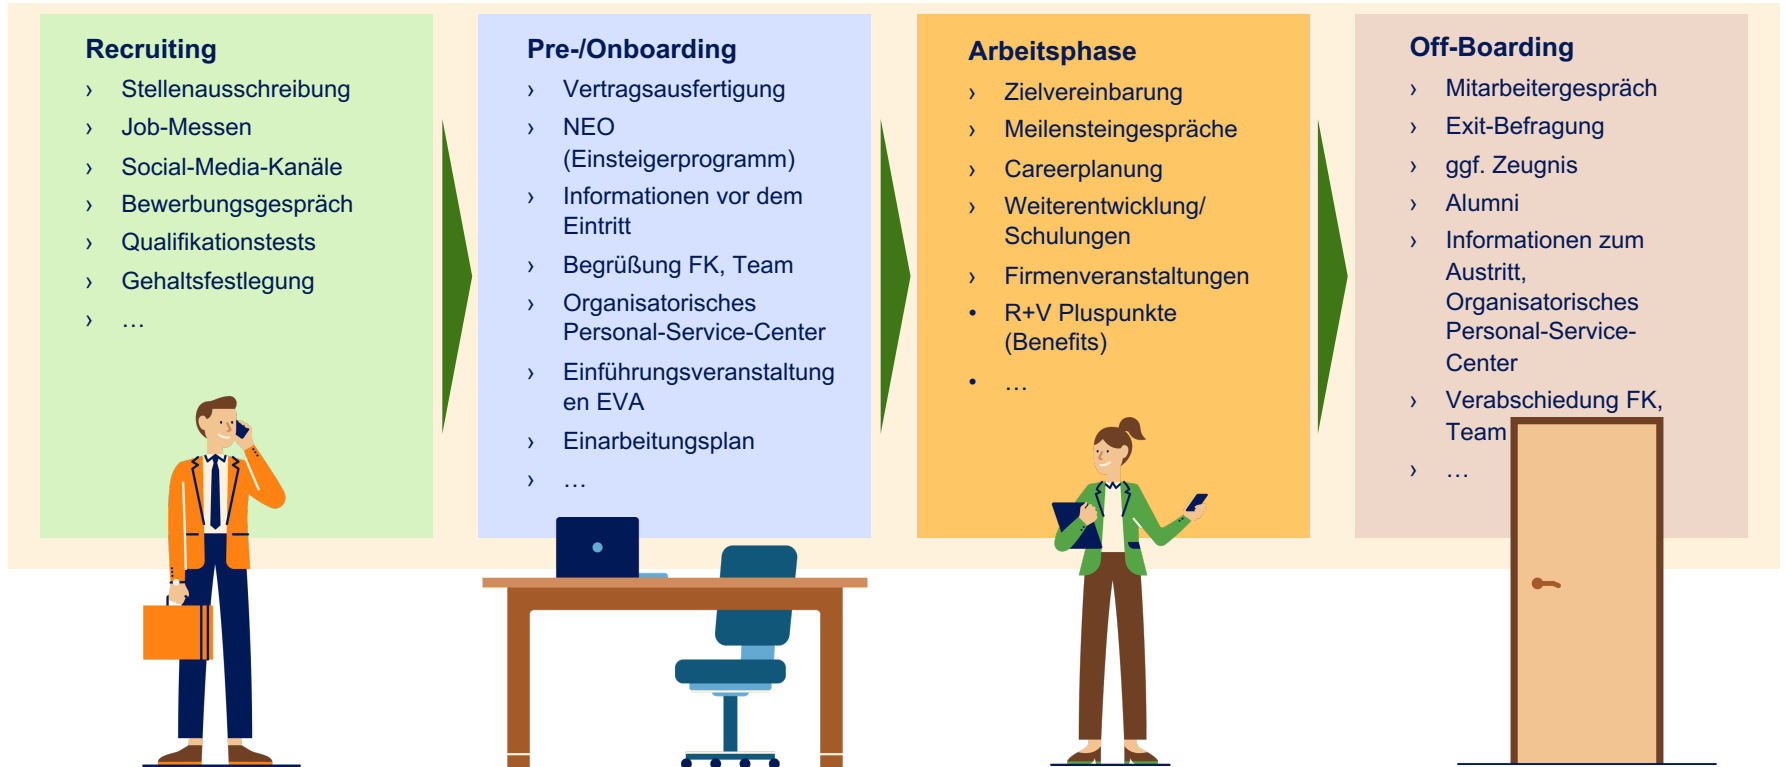 Recruiting
› Stellenausschreibung
› Job-Messen
› Social-Media-Kanäle
› Bewerbungsgespräch
› Qualifikationstests
› Gehaltsfestlegung
› …
Pre-/Onboarding
› Vertragsausfertigung
› NEO
(Einsteigerprogramm)
› Informationen vor dem
Eintritt
› Begrüßung FK, Team
› Organisatorisches
Personal-Service-Center
› Einführungsveranstaltung
en EVA
› Einarbeitungsplan
› …
Arbeitsphase
› Zielvereinbarung
› Meilensteingespräche
› Careerplanung
› Weiterentwicklung/
Schulungen
› Firmenveranstaltungen
• R+V Pluspunkte
(Benefits)
• …
Off-Boarding
› Mitarbeitergespräch
› Exit-Befragung
› ggf. Zeugnis
› Alumni
› Informationen zum
Austritt,
Organisatorisches
Personal-Service-
Center
› Verabschiedung FK,
Team
› …